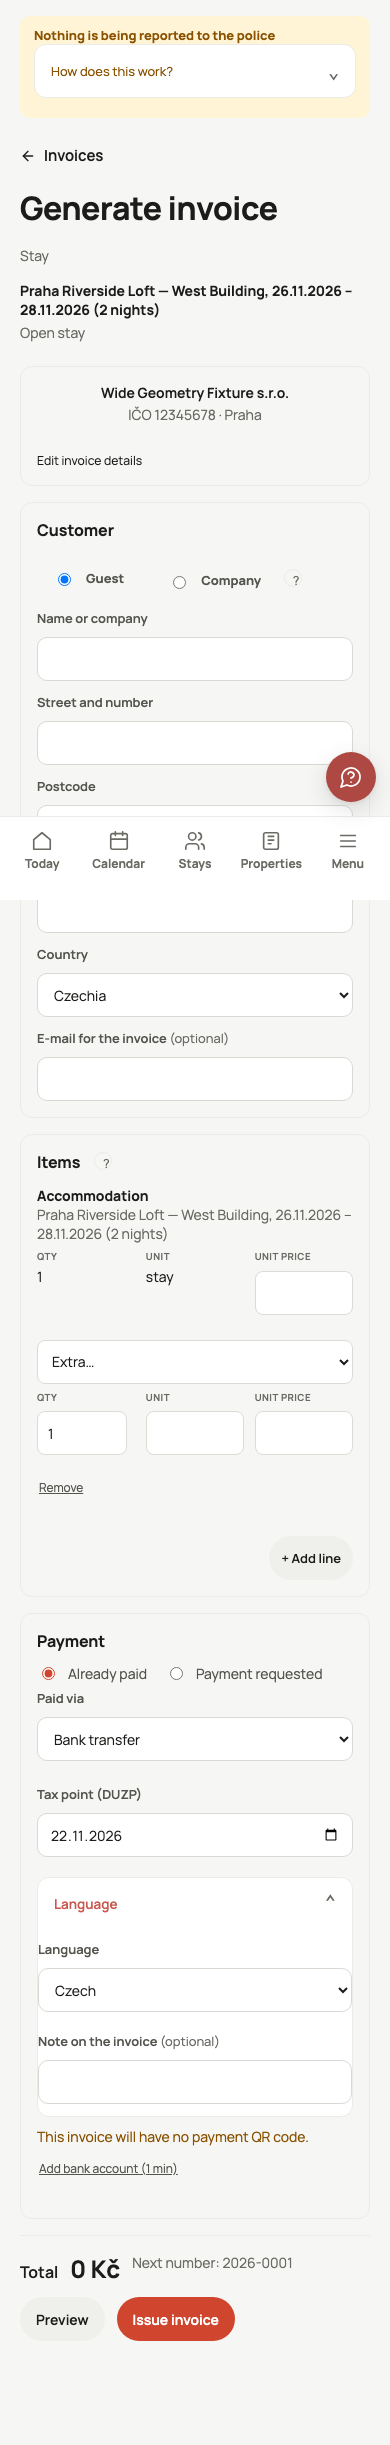 Nothing is being reported to the police
How does this work?
Invoices
Generate invoice
Stay
Praha Riverside Loft — West Building, 26.11.2026 –
28.11.2026 (2 nights)
Open stay
Wide Geometry Fixture s.r.o.
IČO 12345678 · Praha
Edit invoice details
Customer
Guest
Company
?
Name or company
Street and number
Postcode
Today
Calendar
Stays
Properties
Menu
Country
Czechia
E-mail for the invoice (optional)
Items
?
Accommodation
Praha Riverside Loft — West Building, 26.11.2026 –
28.11.2026 (2 nights)
QTY
UNIT
UNIT PRICE
1
stay
Extra…
QTY
UNIT
UNIT PRICE
1
Remove
+ Add line
Payment
Already paid
Payment requested
Paid via
Bank transfer
Tax point (DUZP)
22.11.2026
Language
Language
Czech
Note on the invoice (optional)
This invoice will have no payment QR code.
Add bank account (1 min)
Total 0 Kč Next number: 2026-0001
Preview
Issue invoice